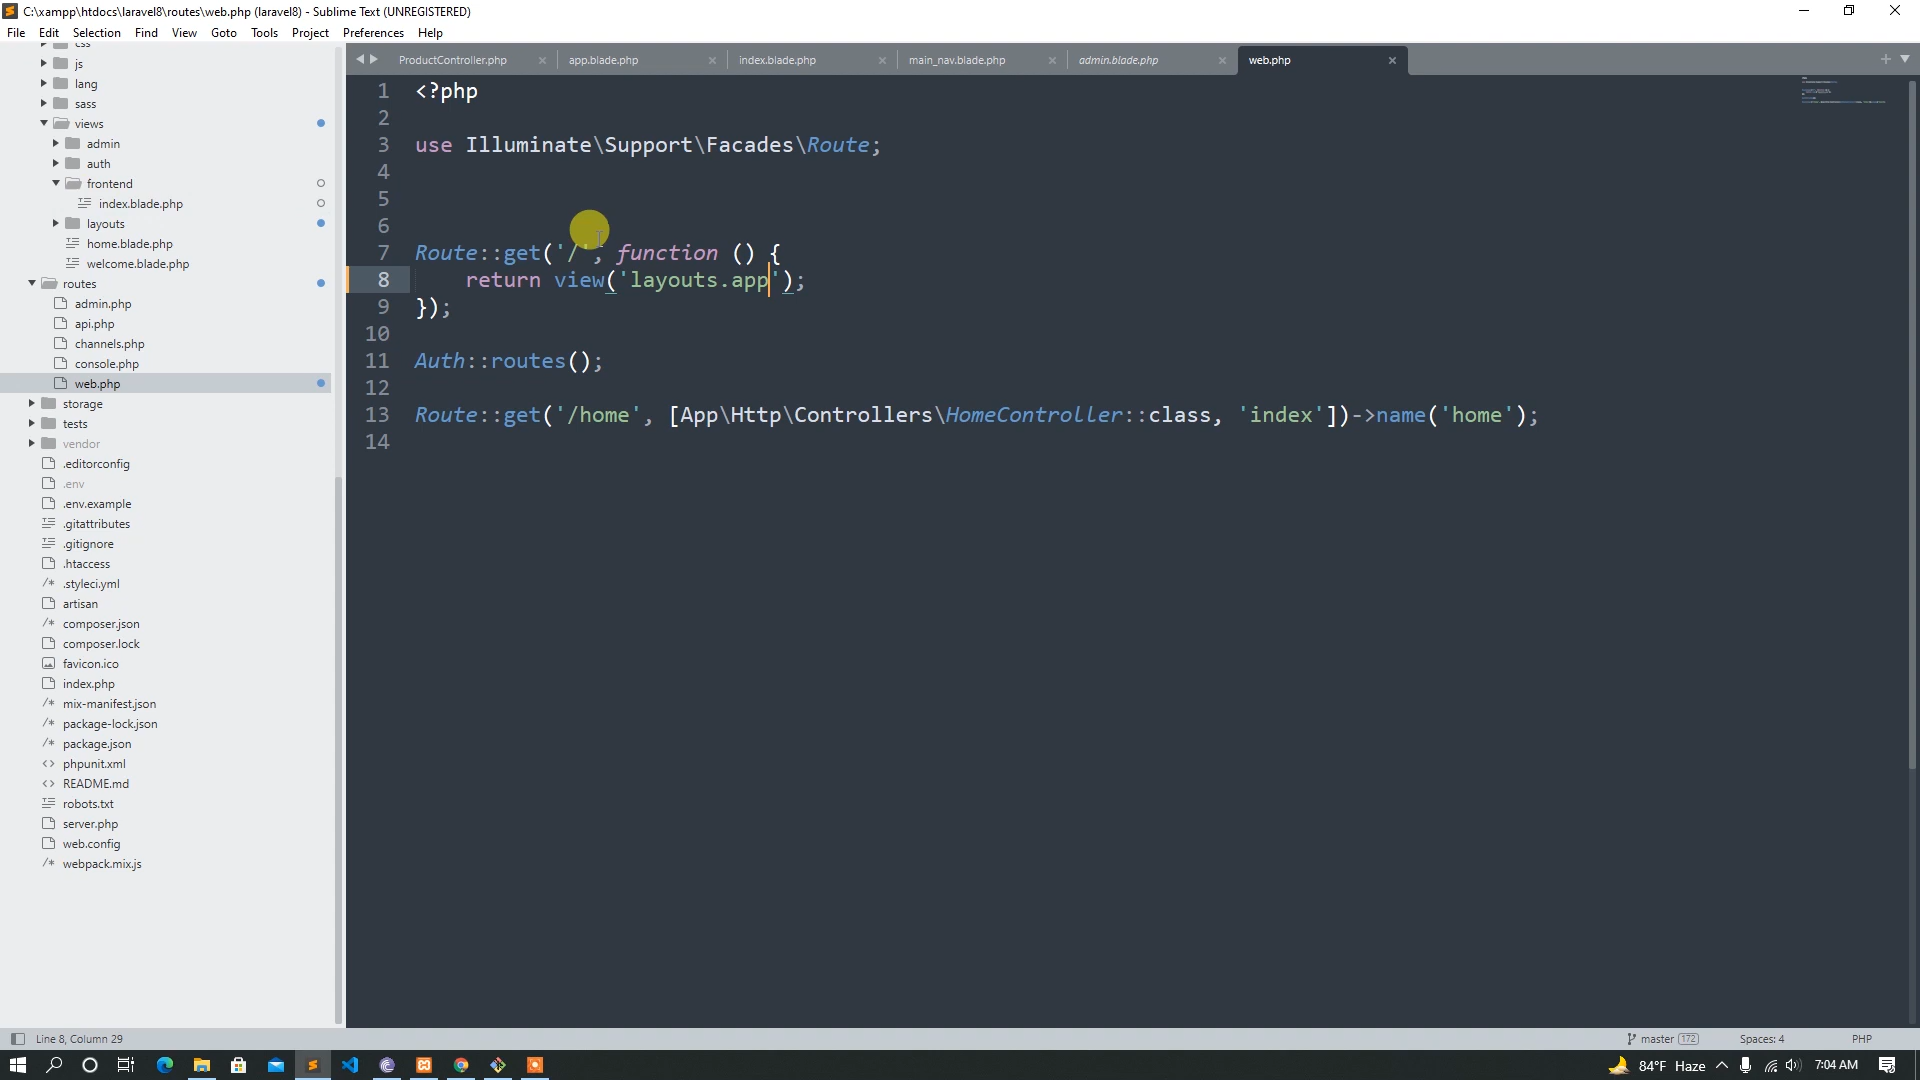 C:\xampp\htdocs\laravel8\routes\web.php (laravel8) - Sublime Text (UNREGISTERED)
File Edit Selection Find View Goto Tools Project Preferences Help
css
js
lang
sass
views
admin
auth
frontend
index.blade.php
layouts
home.blade.php
welcome.blade.php
routes
admin.php
api.php
channels.php
console.php
web.php
storage
tests
vendor
.editorconfig
.env
.env.example
.gitattributes
.gitignore
.htaccess
.styleci.yml
artisan
composer.json
composer.lock
favicon.ico
index.php
mix-manifest.json
package-lock.json
package.json
phpunit.xml
README.md
robots.txt
server.php
web.config
webpack.mix.js
ProductController.php app.blade.php index.blade.php main_nav.blade.php admin.blade.php web.php
1 <?php
2
3 use Illuminate\Support\Facades\Route;
4
5
6
7 Route::get('/', function () {
8     return view('layouts.app');
9 });
10
11 Auth::routes();
12
13 Route::get('/home', [App\Http\Controllers\HomeController::class, 'index'])->name('home');
14
Line 8, Column 29 master 172 Spaces: 4 PHP
84°F Haze 7:04 AM